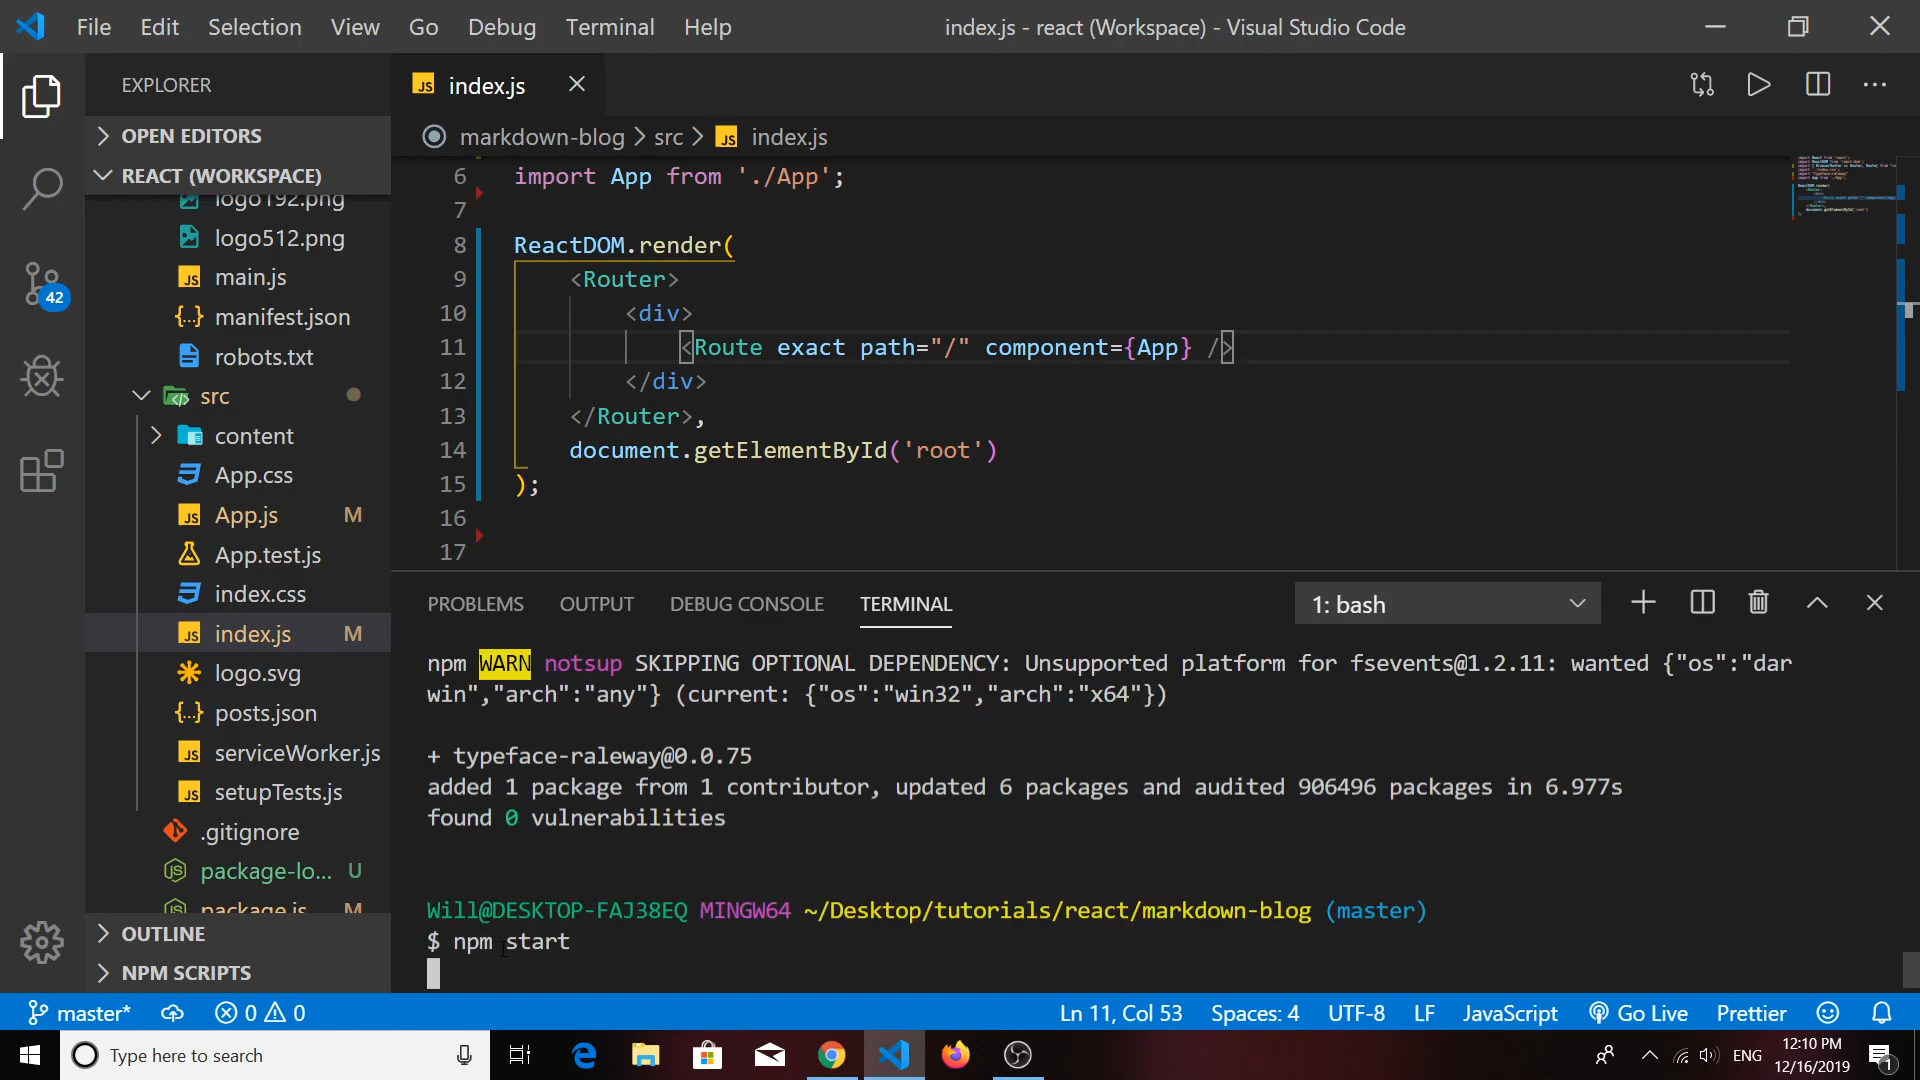 File Edit Selection View Go Debug Terminal Help
index.js - react (Workspace) - Visual Studio Code
EXPLORER
index.js
OPEN EDITORS
markdown-blog > src > index.js
REACT (WORKSPACE)
logo192.png
logo512.png
main.js
manifest.json
robots.txt
src
content
App.css
App.js M
App.test.js
index.css
index.js M
logo.svg
posts.json
serviceWorker.js
setupTests.js
.gitignore
package-lo... U
package.js M
OUTLINE
NPM SCRIPTS
42
6 import App from './App';
7
8 ReactDOM.render(
9 <Router>
10 <div>
11 <Route exact path="/" component={App} />
12 </div>
13 </Router>,
14 document.getElementById('root')
15 );
16
17
PROBLEMS OUTPUT DEBUG CONSOLE TERMINAL
1: bash
npm WARN notsup SKIPPING OPTIONAL DEPENDENCY: Unsupported platform for fsevents@1.2.11: wanted {"os":"dar
win","arch":"any"} (current: {"os":"win32","arch":"x64"})
+ typeface-raleway@0.0.75
added 1 package from 1 contributor, updated 6 packages and audited 906496 packages in 6.977s
found 0 vulnerabilities
Will@DESKTOP-FAJ38EQ MINGW64 ~/Desktop/tutorials/react/markdown-blog (master)
$ npm start
master* 0 0 Ln 11, Col 53 Spaces: 4 UTF-8 LF JavaScript Go Live Prettier
Type here to search
ENG
12:10 PM
12/16/2019
1